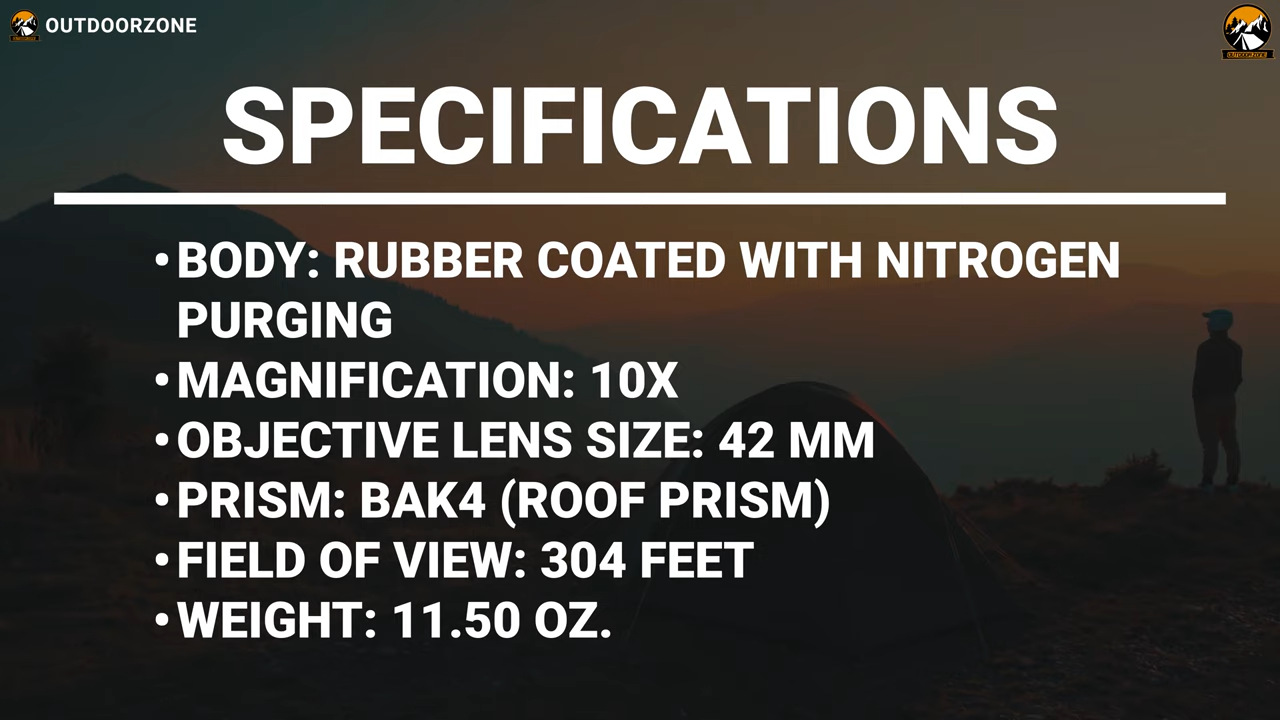 OUTDOORZONE
OUTDOORZONE
SPECIFICATIONS
•BODY: RUBBER COATED WITH NITROGEN
PURGING
•MAGNIFICATION: 10X
•OBJECTIVE LENS SIZE: 42 MM
•PRISM: BAK4 (ROOF PRISM)
•FIELD OF VIEW: 304 FEET
•WEIGHT: 11.50 OZ.